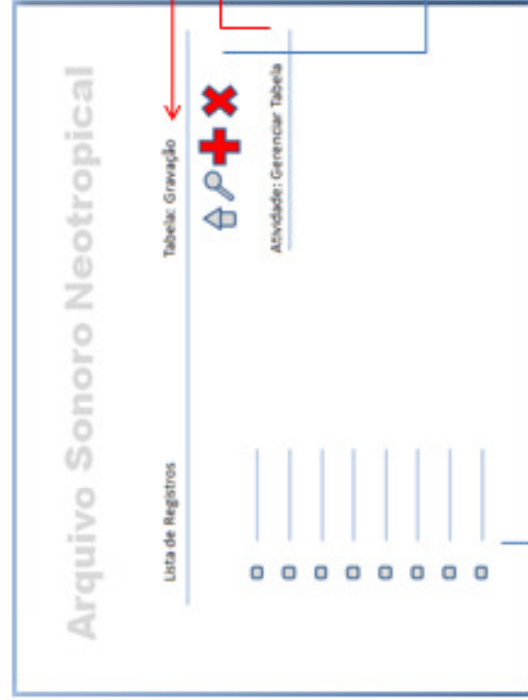 Arquivo Sonoro Neotropical
Lista de Registros
Tabela: Gravação
Atividade: Gerenciar Tabela